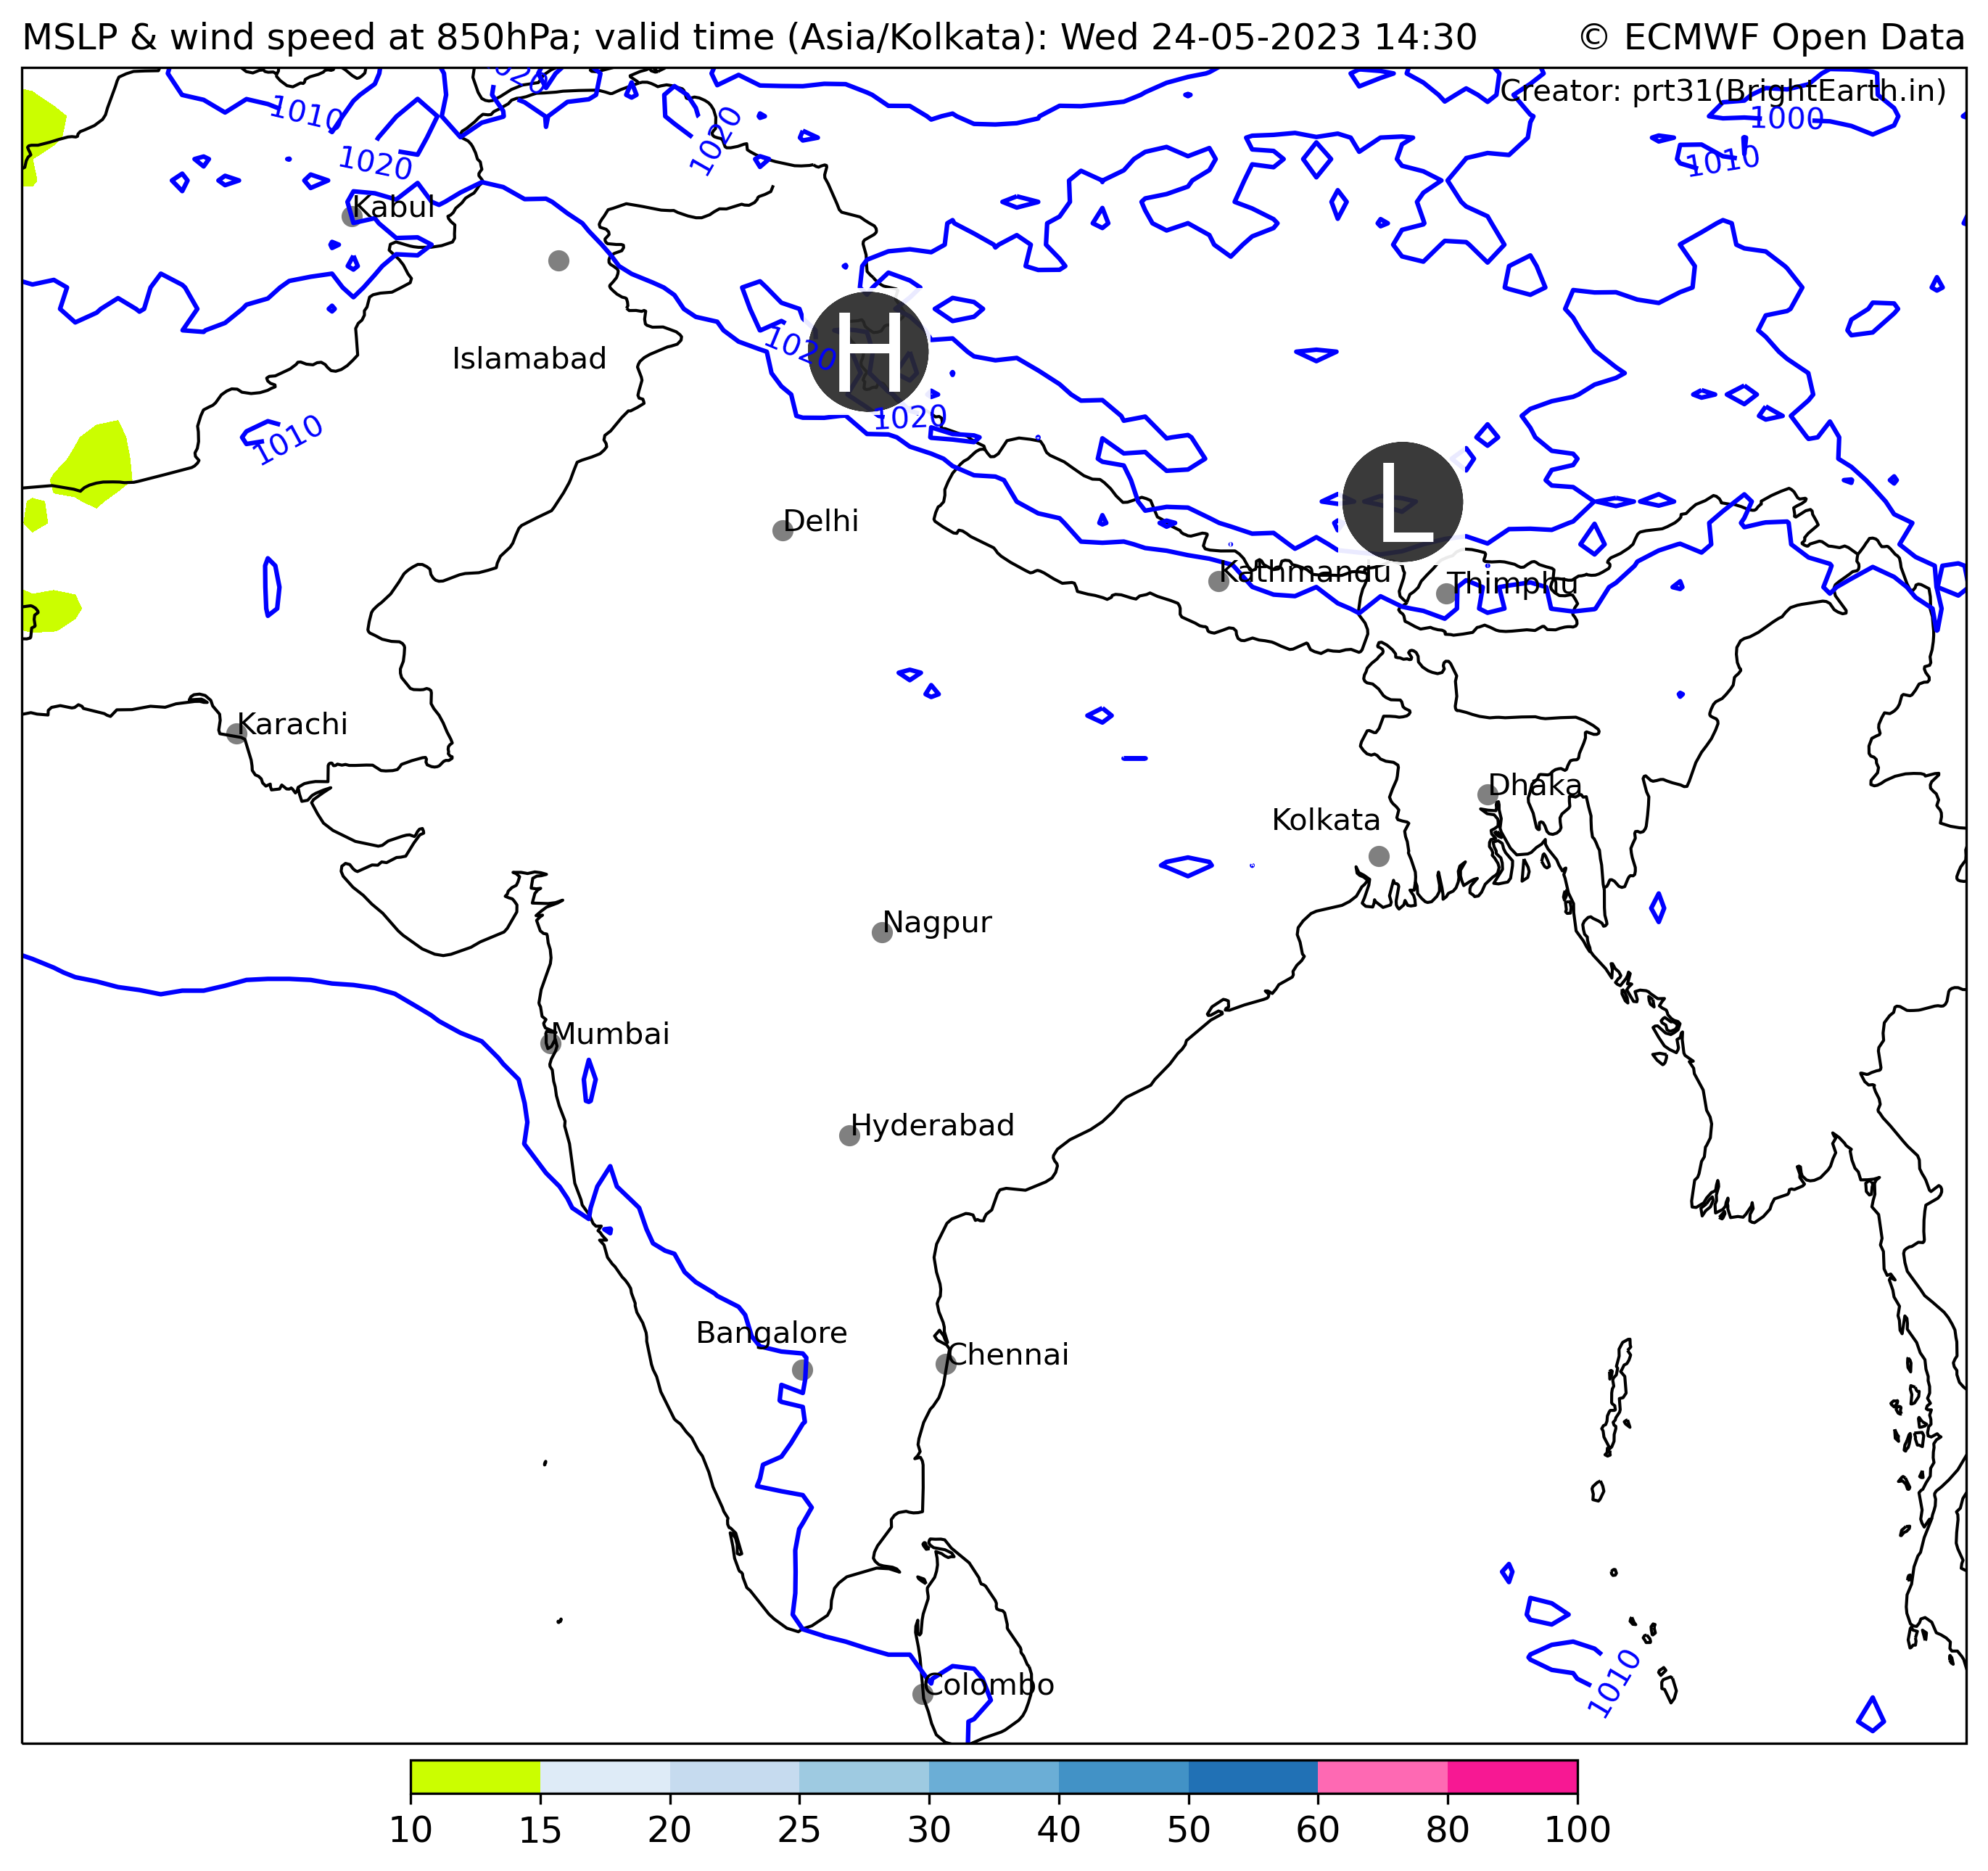 MSLP & wind speed at 850hPa; valid time (Asia/Kolkata): Wed 24-05-2023 14:30 © ECMWF Open Data
Creator: prt31(BrightEarth.in)
1010
1020
1020
1020
1000
1010
Kabul
H
1020
Islamabad
1020
1010
L
Delhi
Kathmandu
Thimphu
Karachi
Dhaka
Kolkata
Nagpur
Mumbai
Hyderabad
Bangalore
Chennai
1010
Colombo
10 15 20 25 30 40 50 60 80 100